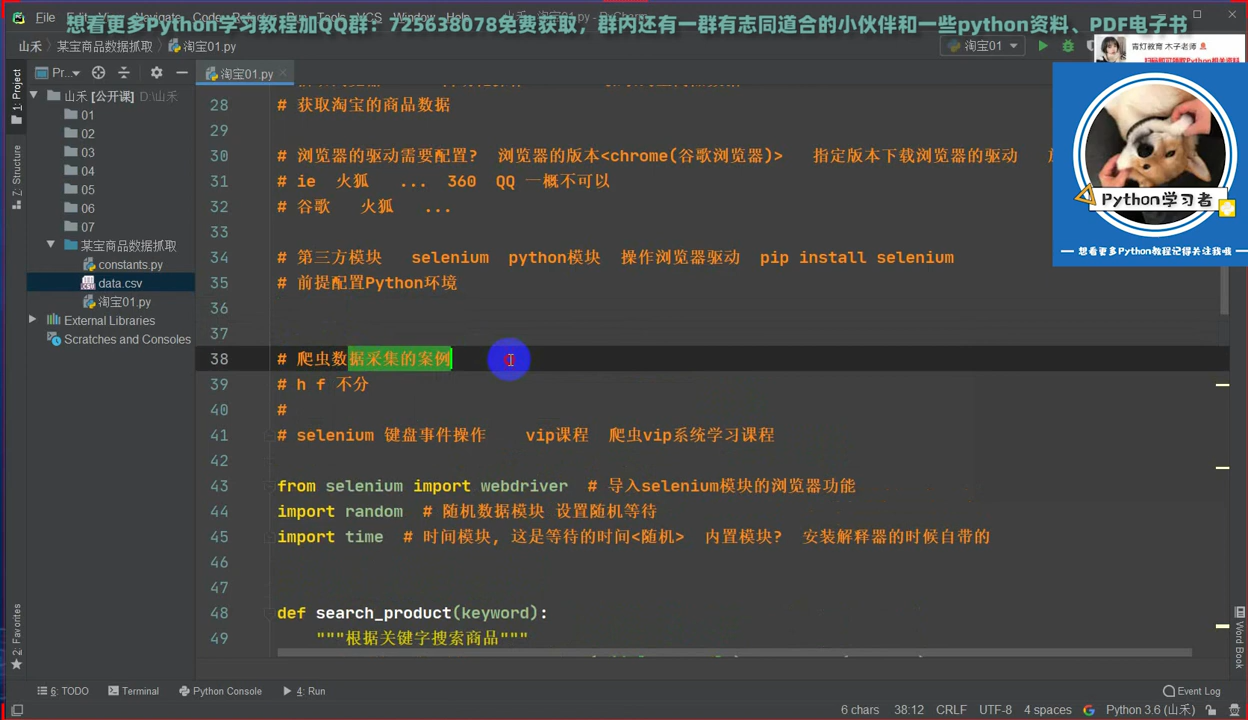 File
Window
Help
想看更多Python学习教程加QQ群：725638078免费获取，群内还有一群有志同道合的小伙伴和一些python资料、PDF电子书
山禾
某宝商品数据抓取
淘宝01.py
淘宝01
青灯教育 木子老师
1: Project
Pr...
淘宝01.py
山禾 [公开课] D:\山禾
01
02
03
04
05
06
07
某宝商品数据抓取
constants.py
data.csv
淘宝01.py
External Libraries
Scratches and Consoles
Z: Structure
2: Favorites
28 # 获取淘宝的商品数据
29
30 # 浏览器的驱动需要配置? 浏览器的版本<chrome(谷歌浏览器)> 指定版本下载浏览器的驱动
31 # ie 火狐 ... 360 QQ 一概不可以
32 # 谷歌 火狐 ...
33
34 # 第三方模块 selenium python模块 操作浏览器驱动 pip install selenium
35 # 前提配置Python环境
36
37
38 # 爬虫数据采集的案例
39 # h f 不分
40 #
41 # selenium 键盘事件操作 vip课程 爬虫vip系统学习课程
42
43 from selenium import webdriver # 导入selenium模块的浏览器功能
44 import random # 随机数据模块 设置随机等待
45 import time # 时间模块, 这是等待的时间<随机> 内置模块? 安装解释器的时候自带的
46
47
48 def search_product(keyword):
49 """根据关键字搜索商品"""
Python学习者
想看更多Python教程记得关注我哦
Word Book
6: TODO
Terminal
Python Console
4: Run
Event Log
6 chars
38:12
CRLF
UTF-8
4 spaces
Python 3.6 (山禾)